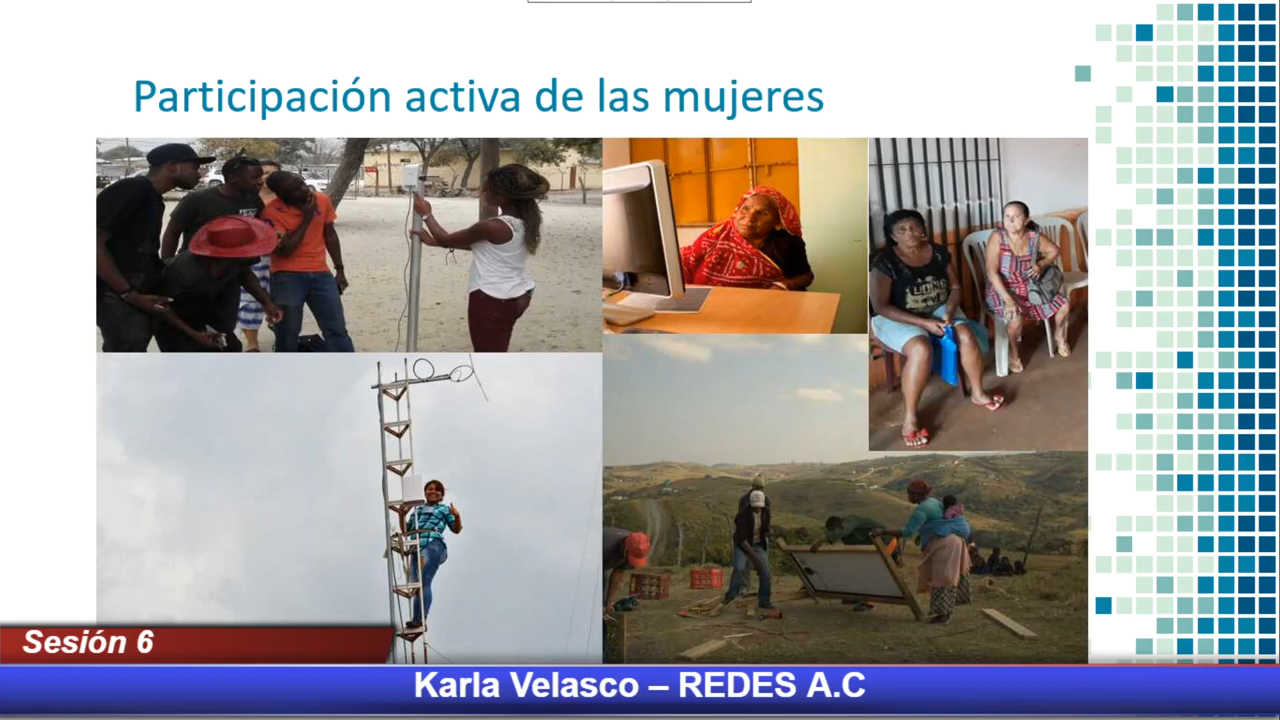 Participación activa de las mujeres
Sesión 6
Karla Velasco – REDES A.C